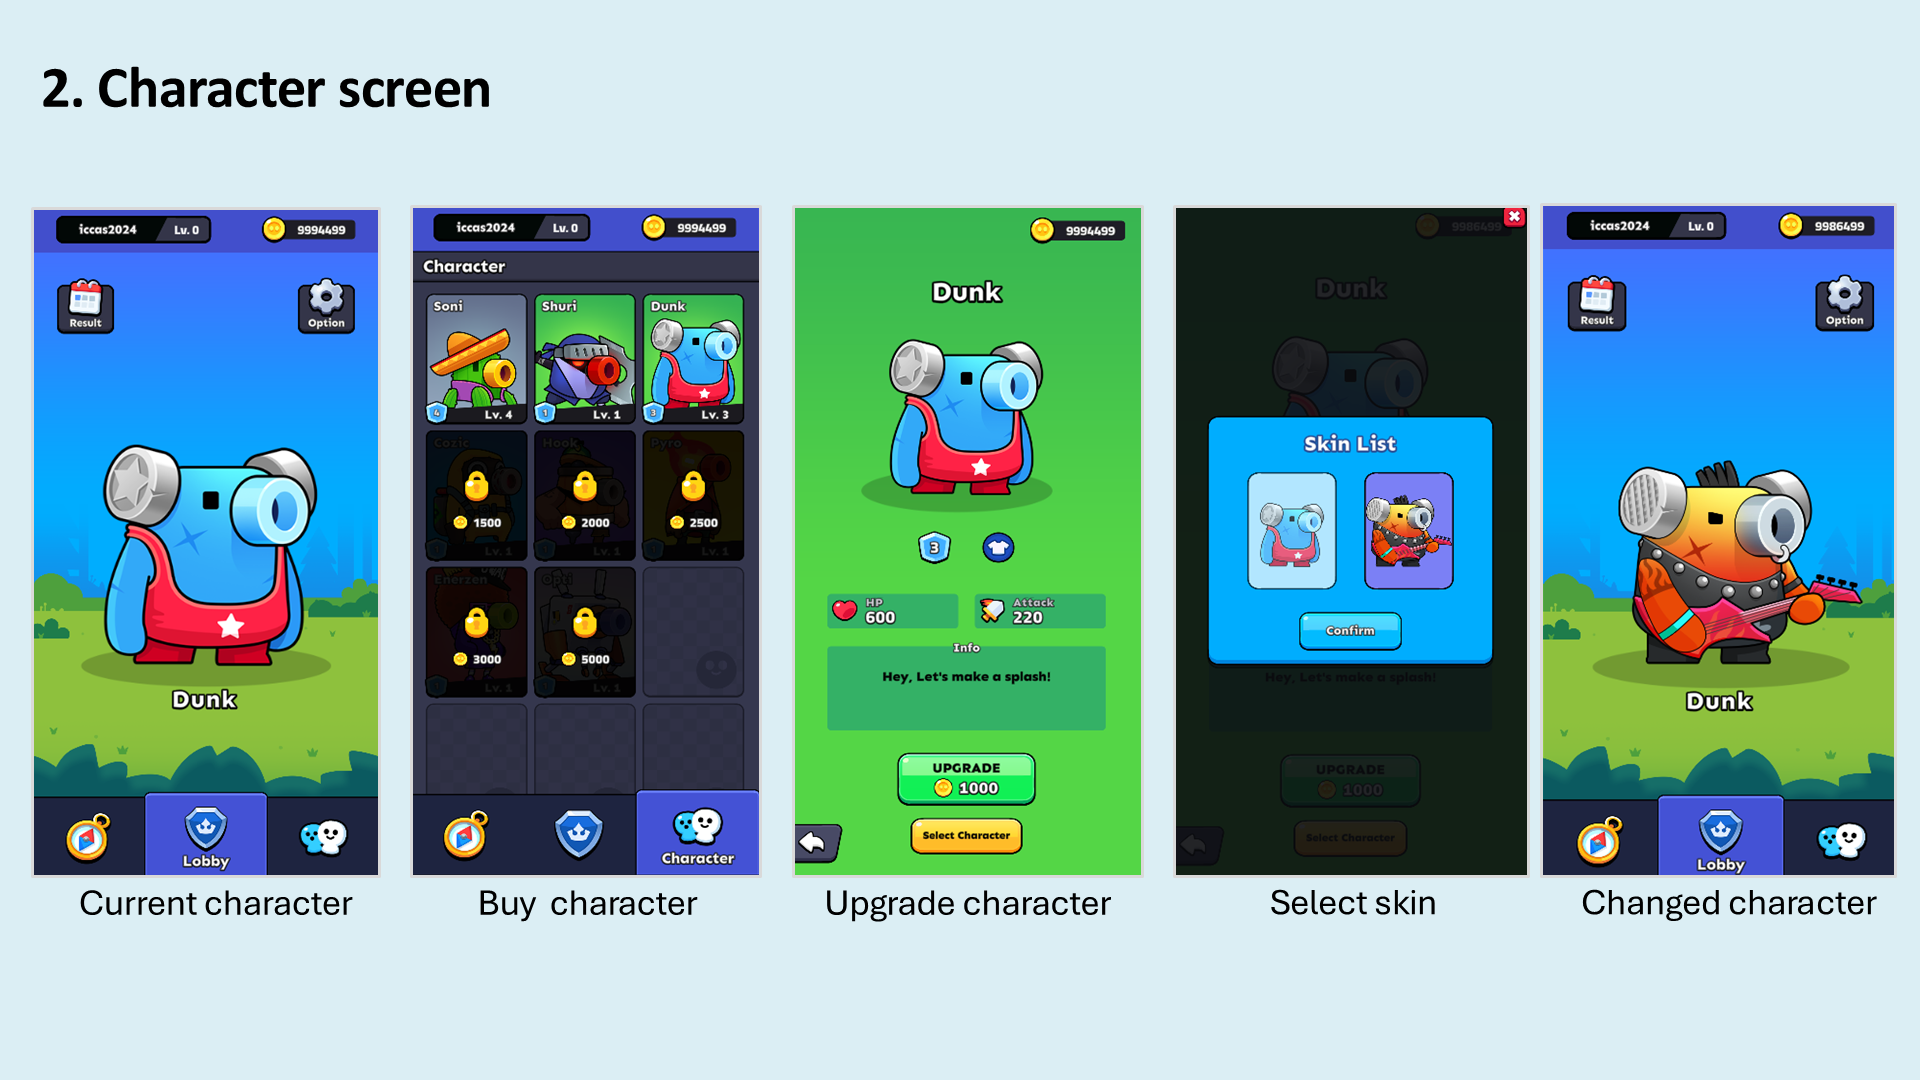 2. Character screen
iccas2024 Lv. 0 9994499
Result Option
Dunk
Lobby
Current character
iccas2024 Lv. 0 9994499
Character
Soni Shuri Dunk
4 Lv. 4 1 Lv. 1 3 Lv. 3
Cozic Hook Pyro
1500 2000 2500
Lv. 1 Lv. 1 Lv. 1
Enerzen
3000 5000
Lv. 1 Lv. 1
Character
Buy character
9994499
Dunk
3
HP
600
Attack
220
Info
Hey, Let's make a splash!
UPGRADE
1000
Select Character
Upgrade character
9986499
Dunk
Skin List
Confirm
Hey, Let's make a splash!
UPGRADE
1000
Select Character
Select skin
iccas2024 Lv. 0 9986499
Result Option
Dunk
Lobby
Changed character